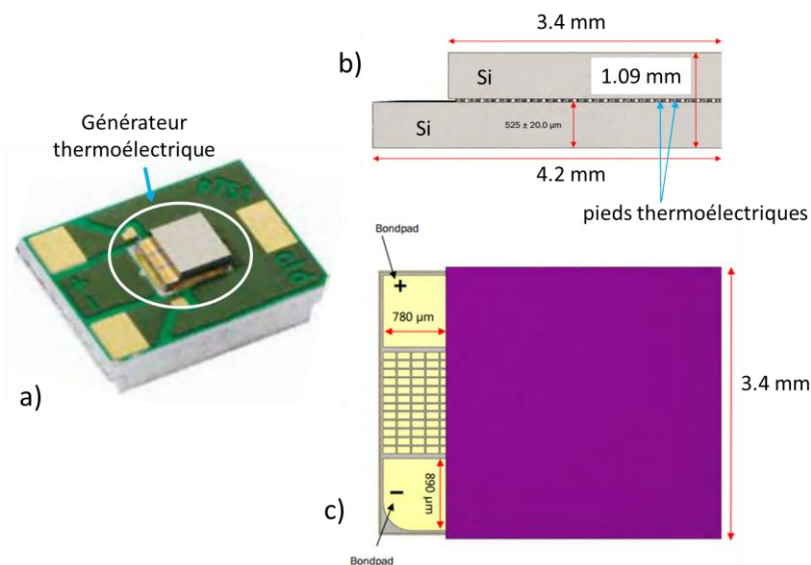 3.4 mm
b)
Si
1.09 mm
Générateur
thermoélectrique
Si
525 ± 20.0 µm
4.2 mm
pieds thermoélectriques
Bondpad
+
780 µm
3.4 mm
a)
890 µm
−
c)
Bondpad